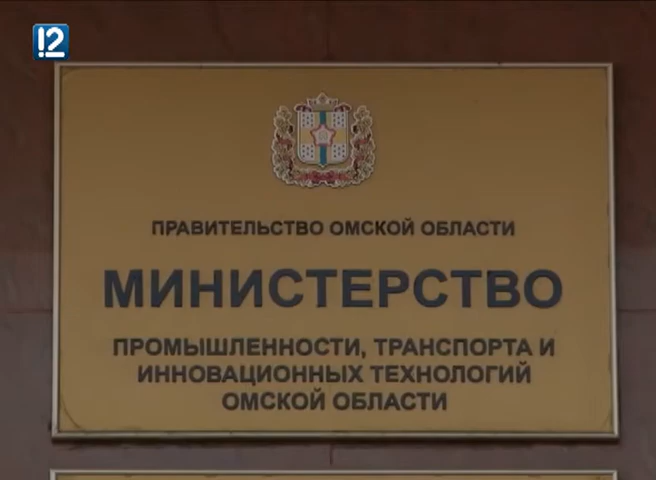 12
ПРАВИТЕЛЬСТВО ОМСКОЙ ОБЛАСТИ
МИНИСТЕРСТВО
ПРОМЫШЛЕННОСТИ, ТРАНСПОРТА И
ИННОВАЦИОННЫХ ТЕХНОЛОГИЙ
ОМСКОЙ ОБЛАСТИ